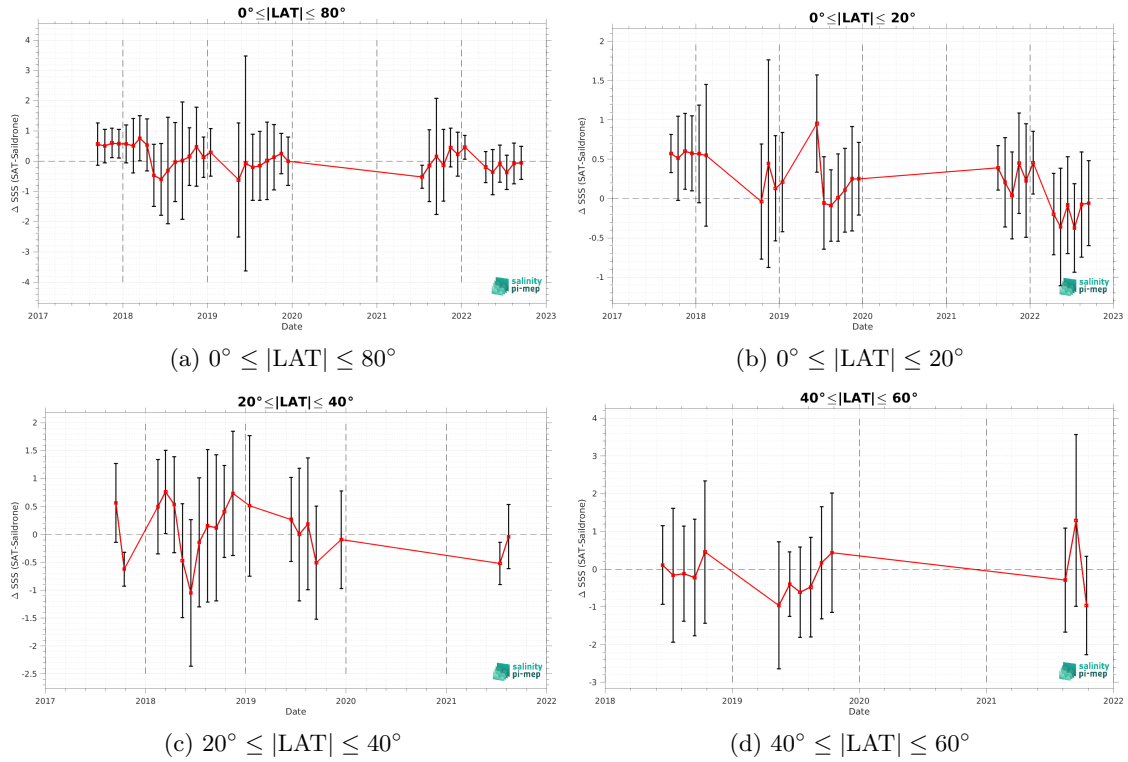 0°≤|LAT|≤ 80°
Δ SSS (SAT-Saildrone)
4
3
2
1
0
-1
-2
-3
-4
2017 2018 2019 2020 2021 2022 2023
Date
salinity
pi-mep
(a) 0° ≤ |LAT| ≤ 80°
0°≤|LAT|≤ 20°
Δ SSS (SAT-Saildrone)
2
1.5
1
0.5
0
-0.5
-1
2017 2018 2019 2020 2021 2022 2023
Date
salinity
pi-mep
(b) 0° ≤ |LAT| ≤ 20°
20°≤|LAT|≤ 40°
Δ SSS (SAT-Saildrone)
2
1.5
1
0.5
0
-0.5
-1
-1.5
-2
-2.5
2017 2018 2019 2020 2021 2022
Date
salinity
pi-mep
(c) 20° ≤ |LAT| ≤ 40°
40°≤|LAT|≤ 60°
Δ SSS (SAT-Saildrone)
4
3
2
1
0
-1
-2
-3
2018 2019 2020 2021 2022
Date
salinity
pi-mep
(d) 40° ≤ |LAT| ≤ 60°